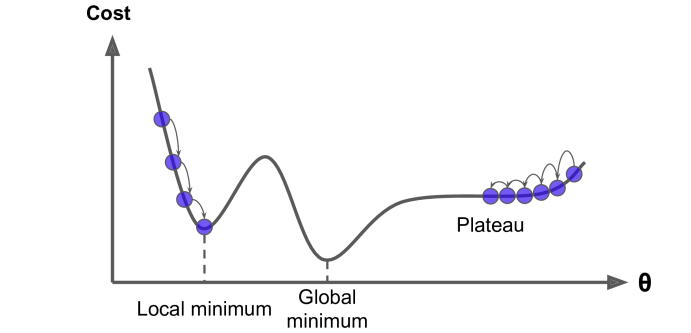 Cost
Plateau
θ
Local minimum
Global
minimum